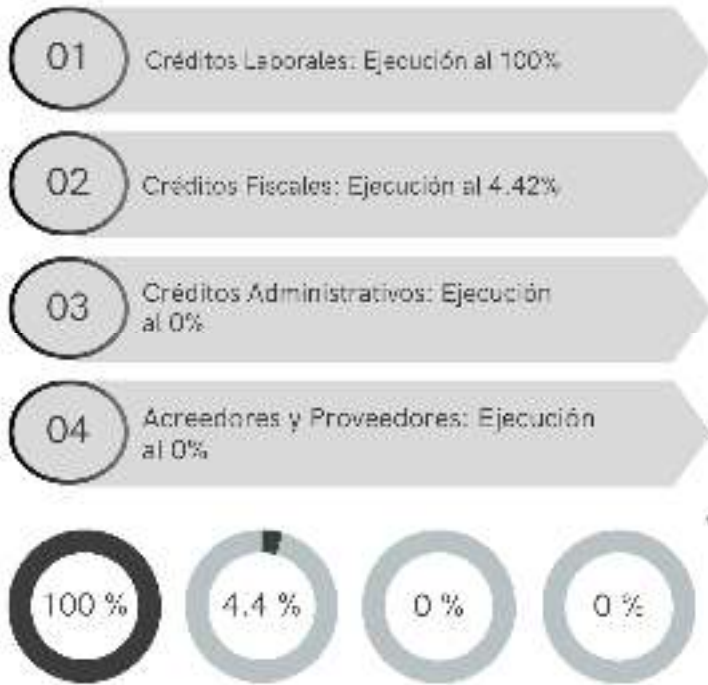 01
Créditos Laborales: Ejecución al 100%
02
Créditos Fiscales: Ejecución al 4.42%
03
Créditos Administrativos: Ejecución
al 0%
04
Acreedores y Proveedores: Ejecución
al 0%
100 %
4.4 %
0 %
0 %